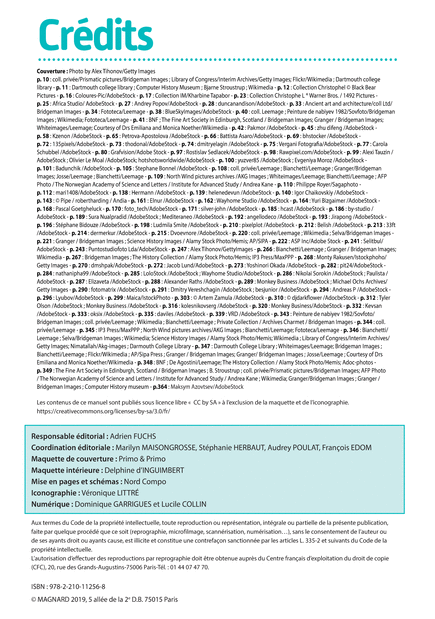 Crédits
Couverture : Photo by Alex Tihonov/Getty Images
p. 10 : coll. privée/Prismatic pictures/Bridgeman Images ; Library of Congress/Interim Archives/Getty Images; Flickr/Wikimedia ; Dartmouth college
library - p. 11 : Dartmouth college library ; Computer History Museum ; Bjarne Stroustrup ; Wikimedia - p. 12 : Collection Christophel © Black Bear
Pictures - p. 16 : Coloures-Pic/AdobeStock - p. 17 : Collection IM/Kharbine Tapabor - p. 23 : Collection Christophe L ® Warner Bros. / 1492 Pictures -
p. 25 : Africa Studio/ AdobeStock - p. 27 : Andrey Popov/AdobeStock - p. 28 : duncanandison/AdobeStock - p. 33 : Ancient art and architecture/coll Ltd/
Bridgeman Images - p. 34 : Fototeca/Leemage - p. 38 : BlueSkyImages/AdobeStock - p. 40 : coll. Leemage ; Peinture de nabiyev 1982/Sovfoto/Bridgeman
Images ; Wikimedia; Fototeca/Leemage - p. 41 : BNF ; The Fine Art Society in Edinburgh, Scotland / Bridgeman Images; Granger / Bridgeman Images;
Whiteimages/Leemage; Courtesy of Drs Emiliana and Monica Noether/Wikimedia - p. 42 : Pakmor /AdobeStock - p. 45 : zhu difeng /AdobeStock -
p. 58 : Kzenon /AdobeStock - p. 65 : Petrova-Apostolova /AdobeStock - p. 66 : Battista Asaro/AdobeStock - p. 69 : ihhstocker /AdobeStock -
p. 72 : 135pixels/AdobeStock - p. 73 : rhodonal/AdobeStock - p. 74 : dmitriyelagin /AdobeStock - p. 75 : Vergani Fotografia/AdobeStock - p. 77 : Carola
Schubbel /AdobeStock - p. 80 : Grafvision/Adobe Stock - p. 97 : Rostislav Sedlacek/AdobeStock - p. 98 : Rawpixel.com/AdobeStock - p. 99 : Alexi Tauzin /
AdobeStock ; Olivier Le Moal /AdobeStock; hotshotsworldwide/AdobeStock - p. 100 : yuzver85 /AdobeStock ; Evgeniya Moroz /AdobeStock -
p. 101 : Badunchik /AdobeStock - p. 105 : Stephane Bonnel /AdobeStock - p. 108 : coll. privée/Leemage ; Bianchetti/Leemage ; Granger/Bridgeman
Images; Josse/Leemage ; Bianchetti/Leemage - p. 109 : North Wind pictures archives /AKG Images ; Whiteimages/Leemage; Bianchetti/Leemage ; AFP
Photo / The Norwegian Academy of Science and Letters / Institute for Advanced Study / Andrea Kane - p. 110 : Philippe Royer/Sagaphoto -
p. 112 : mari1408/AdobeStock - p. 138 : Hermann /AdobeStock - p. 139 : helenedevun /AdobeStock - p. 140 : Igor Chaikovskiy /AdobeStock -
p. 143 : © Pipe / robertharding / Andia - p. 161 : Elnur /AdobeStock - p. 162 : Wayhome Studio /AdobeStock - p. 164 : Yuri Bizgaimer /AdobeStock -
p. 168 : Pascal Goetgheluck - p. 170 : foto_tech/AdobeStock - p. 171 : silver-john /AdobeStock - p. 185 : hcast /AdobeStock - p. 186 : by-studio /
AdobeStock - p. 189 : Sura Nualpradid /AdobeStock ; Mediteraneo /AdobeStock - p. 192 : angellodeco /AdobeStock - p. 193 : Jirapong /AdobeStock -
p. 196 : Stéphane Bidouze /AdobeStock - p. 198 : Ludmila Smite /AdobeStock - p. 210 : pixelplot /AdobeStock - p. 212 : Belish /AdobeStock - p. 213 : 33ft
/AdobeStock - p. 214 : dermerkur /AdobeStock - p. 215 : Dvoevnore /AdobeStock - p. 220 : coll. privée/Leemage ; Wikimedia ; Selva/Bridgeman Images -
p. 221 : Granger / Bridgeman Images ; Science History Images / Alamy Stock Photo/Hemis; AP/SIPA - p. 222 : ASP Inc/Adobe Stock - p. 241 : Selitbul/
AdobeStock - p. 243 : Puntostudiofoto Lda/AdobeStock - p. 247 : Alex Tihonov/GettyImages - p. 266 : Bianchetti/Leemage ; Granger / Bridgeman Images;
Wikimedia - p. 267 : Bridgeman Images ; The History Collection / Alamy Stock Photo/Hemis; IP3 Press/MaxPPP - p. 268 : Monty Rakusen/Istockphoto/
Getty Images - p. 270 : dmshpak/AdobeStock - p. 272 : Jacob Lund/AdobeStock - p. 273 : Yoshinori Okada /AdobeStock - p. 282 : pit24/AdobeStock -
p. 284 : nathanipha99 /AdobeStock - p. 285 : LoloStock /AdobeStock ; Wayhome Studio/AdobeStock - p. 286 : Nikolai Sorokin /AdobeStock ; Paulista /
AdobeStock - p. 287 : Elizaveta /AdobeStock - p. 288 : Alexander Raths /AdobeStock - p. 289 : Monkey Business /AdobeStock ; Michael Ochs Archives/
Getty Images - p. 290 : fotomatrix /AdobeStock - p. 291 : Dmitry Vereshchagin /AdobeStock ; besjunior /AdobeStock - p. 294 : Andreas P /AdobeStock -
p. 296 : Lyubov/AdobeStock - p. 299 : Maica/IstockPhoto - p. 303 : © Artem Zamula /AdobeStock - p. 310 : © djdarkflower /AdobeStock - p. 312 : Tyler
Olson /AdobeStock ; Monkey Business /AdobeStock - p. 316 : kolesnikovserg /AdobeStock - p. 320 : Monkey Business/AdobeStock - p. 332 : Kevsan
/AdobeStock - p. 333 : oksix /AdobeStock - p. 335 : daviles /AdobeStock - p. 339 : VRD /AdobeStock - p. 343 : Peinture de nabiyev 1982/Sovfoto/
Bridgeman Images ; coll. privée/Leemage ; Wikimedia ; Bianchetti/Leemage ; Private Collection / Archives Charmet / Bridgeman Images - p. 344 : coll.
privée/Leemage - p. 345 : IP3 Press/MaxPPP ; North Wind pictures archives/AKG Images ; Bianchetti/Leemage; Fototeca/Leemage - p. 346 : Bianchetti/
Leemage ; Selva/Bridgeman Images ; Wikimedia; Science History Images / Alamy Stock Photo/Hemis; Wikimedia ; Library of Congress/Interim Archives/
Getty Images; Nimatallah/Akg-images ; Darmouth College Library - p. 347 : Darmouth College Library ; Whiteimages/Leemage; Bridgeman Images ;
Bianchetti/Leemage ; Flickr/Wikimedia ; AP/Sipa Press ; Granger / Bridgeman Images; Granger/ Bridgeman Images ; Josse/Leemage ; Courtesy of Drs
Emiliana and Monica Noether/Wikimedia - p. 348 : BNF ; De Agostini/Leemage; The History Collection / Alamy Stock Photo/Hemis; Adoc-photos -
p. 349 : The Fine Art Society in Edinburgh, Scotland / Bridgeman Images ; B. Stroustrup ; coll. privée/Prismatic pictures/Bridgeman Images; AFP Photo
/ The Norwegian Academy of Science and Letters / Institute for Advanced Study / Andrea Kane ; Wikimedia; Granger/Bridgeman Images ; Granger /
Bridgeman Images ; Computer History museum - p.364 : Maksym Azovtsev/AdobeStock
Les contenus de ce manuel sont publiés sous licence libre « CC by SA » à l'exclusion de la maquette et de l'iconographie.
https://creativecommons.org/licenses/by-sa/3.0/fr/
Responsable éditorial : Adrien FUCHS
Coordination éditoriale : Marilyn MAISONGROSSE, Stéphanie HERBAUT, Audrey POULAT, François EDOM
Maquette de couverture : Primo & Primo
Maquette intérieure : Delphine d'INGUIMBERT
Mise en pages et schémas : Nord Compo
Iconographie : Véronique LITTRÉ
Numérique : Dominique GARRIGUES et Lucile COLLIN
Aux termes du Code de la propriété intellectuelle, toute reproduction ou représentation, intégrale ou partielle de la présente publication,
faite par quelque procédé que ce soit (reprographie, microfilmage, scannérisation, numérisation…), sans le consentement de l'auteur ou
de ses ayants droit ou ayants cause, est illicite et constitue une contrefaçon sanctionnée par les articles L. 335-2 et suivants du Code de la
propriété intellectuelle.
L'autorisation d'effectuer des reproductions par reprographie doit être obtenue auprès du Centre français d'exploitation du droit de copie
(CFC), 20, rue des Grands-Augustins-75006 Paris-Tél. : 01 44 07 47 70.
ISBN : 978-2-210-11256-8
© MAGNARD 2019, 5 allée de la 2ᵉ D.B. 75015 Paris